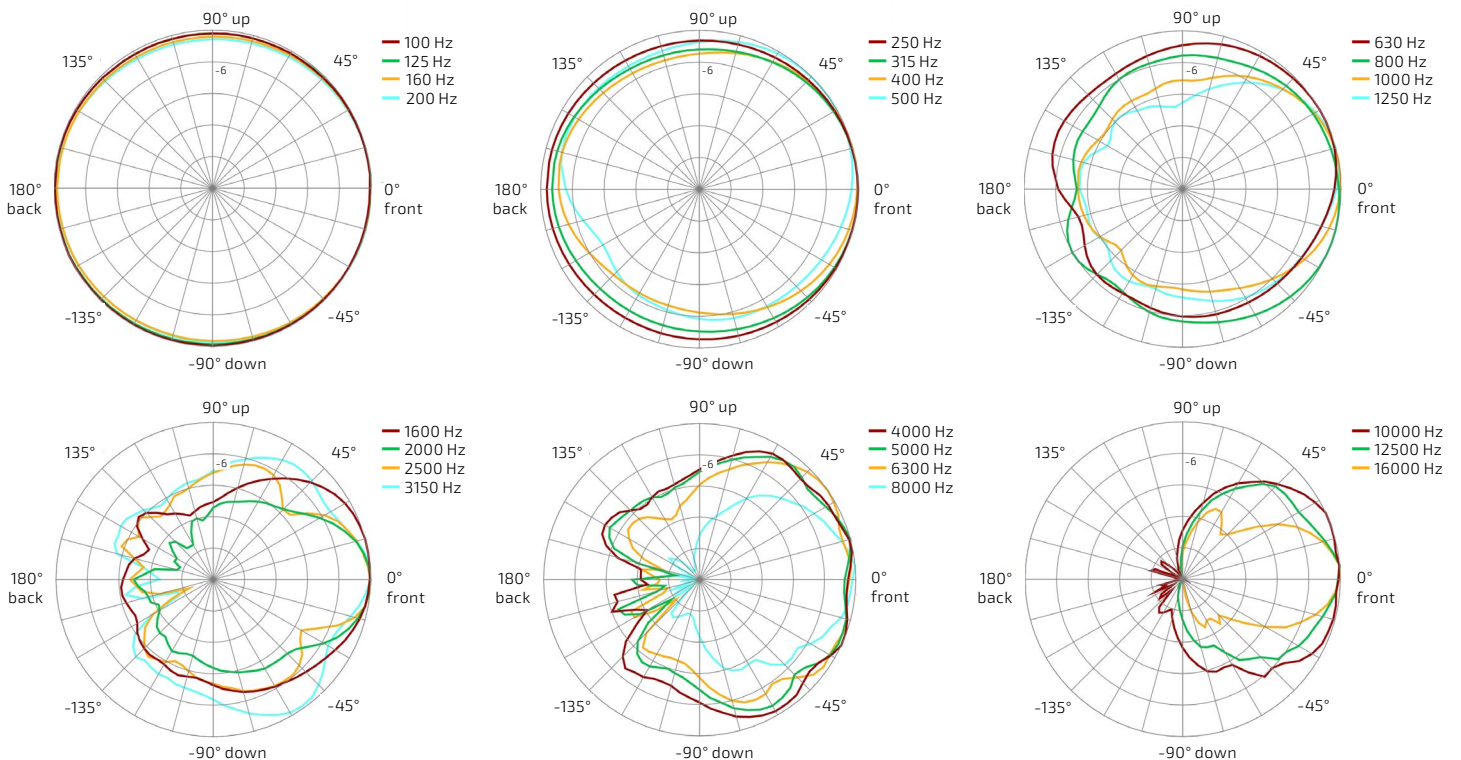 90° up
135°
45°
-6
180°
back
0°
front
-135°
-45°
-90° down
100 Hz
125 Hz
160 Hz
200 Hz
90° up
135°
45°
-6
180°
back
0°
front
-135°
-45°
-90° down
250 Hz
315 Hz
400 Hz
500 Hz
90° up
135°
45°
-6
180°
back
0°
front
-135°
-45°
-90° down
630 Hz
800 Hz
1000 Hz
1250 Hz
90° up
135°
45°
-6
180°
back
0°
front
-135°
-45°
-90° down
1600 Hz
2000 Hz
2500 Hz
3150 Hz
90° up
135°
45°
-6
180°
back
0°
front
-135°
-45°
-90° down
4000 Hz
5000 Hz
6300 Hz
8000 Hz
90° up
135°
45°
-6
180°
back
0°
front
-135°
-45°
-90° down
10000 Hz
12500 Hz
16000 Hz